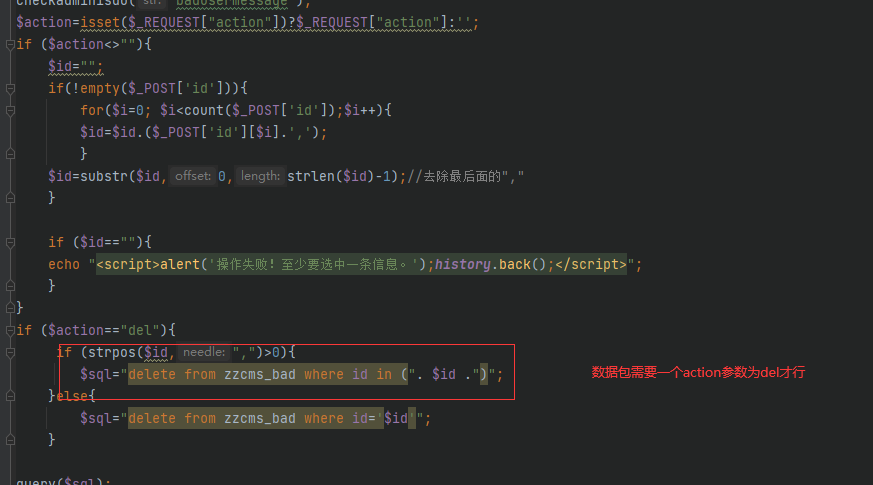 checkadminisdo( str: "badusermessage");
$action=isset($_REQUEST["action"])?$_REQUEST["action"]:'';
if ($action<>""){
$id="";
if(!empty($_POST['id'])){
for($i=0; $i<count($_POST['id']);$i++){
$id=$id.($_POST['id'][$i].',');
}
$id=substr($id, offset: 0, length: strlen($id)-1);//去除最后面的","
}
if ($id==""){
echo "<script>alert('操作失败！至少要选中一条信息。');history.back();</script>";
}
}
if ($action=="del"){
if (strpos($id, needle: ",")>0){
$sql="delete from zzcms_bad where id in (". $id .")";
}else{
$sql="delete from zzcms_bad where id='$id'";
}
query($sql);
数据包需要一个action参数为del才行